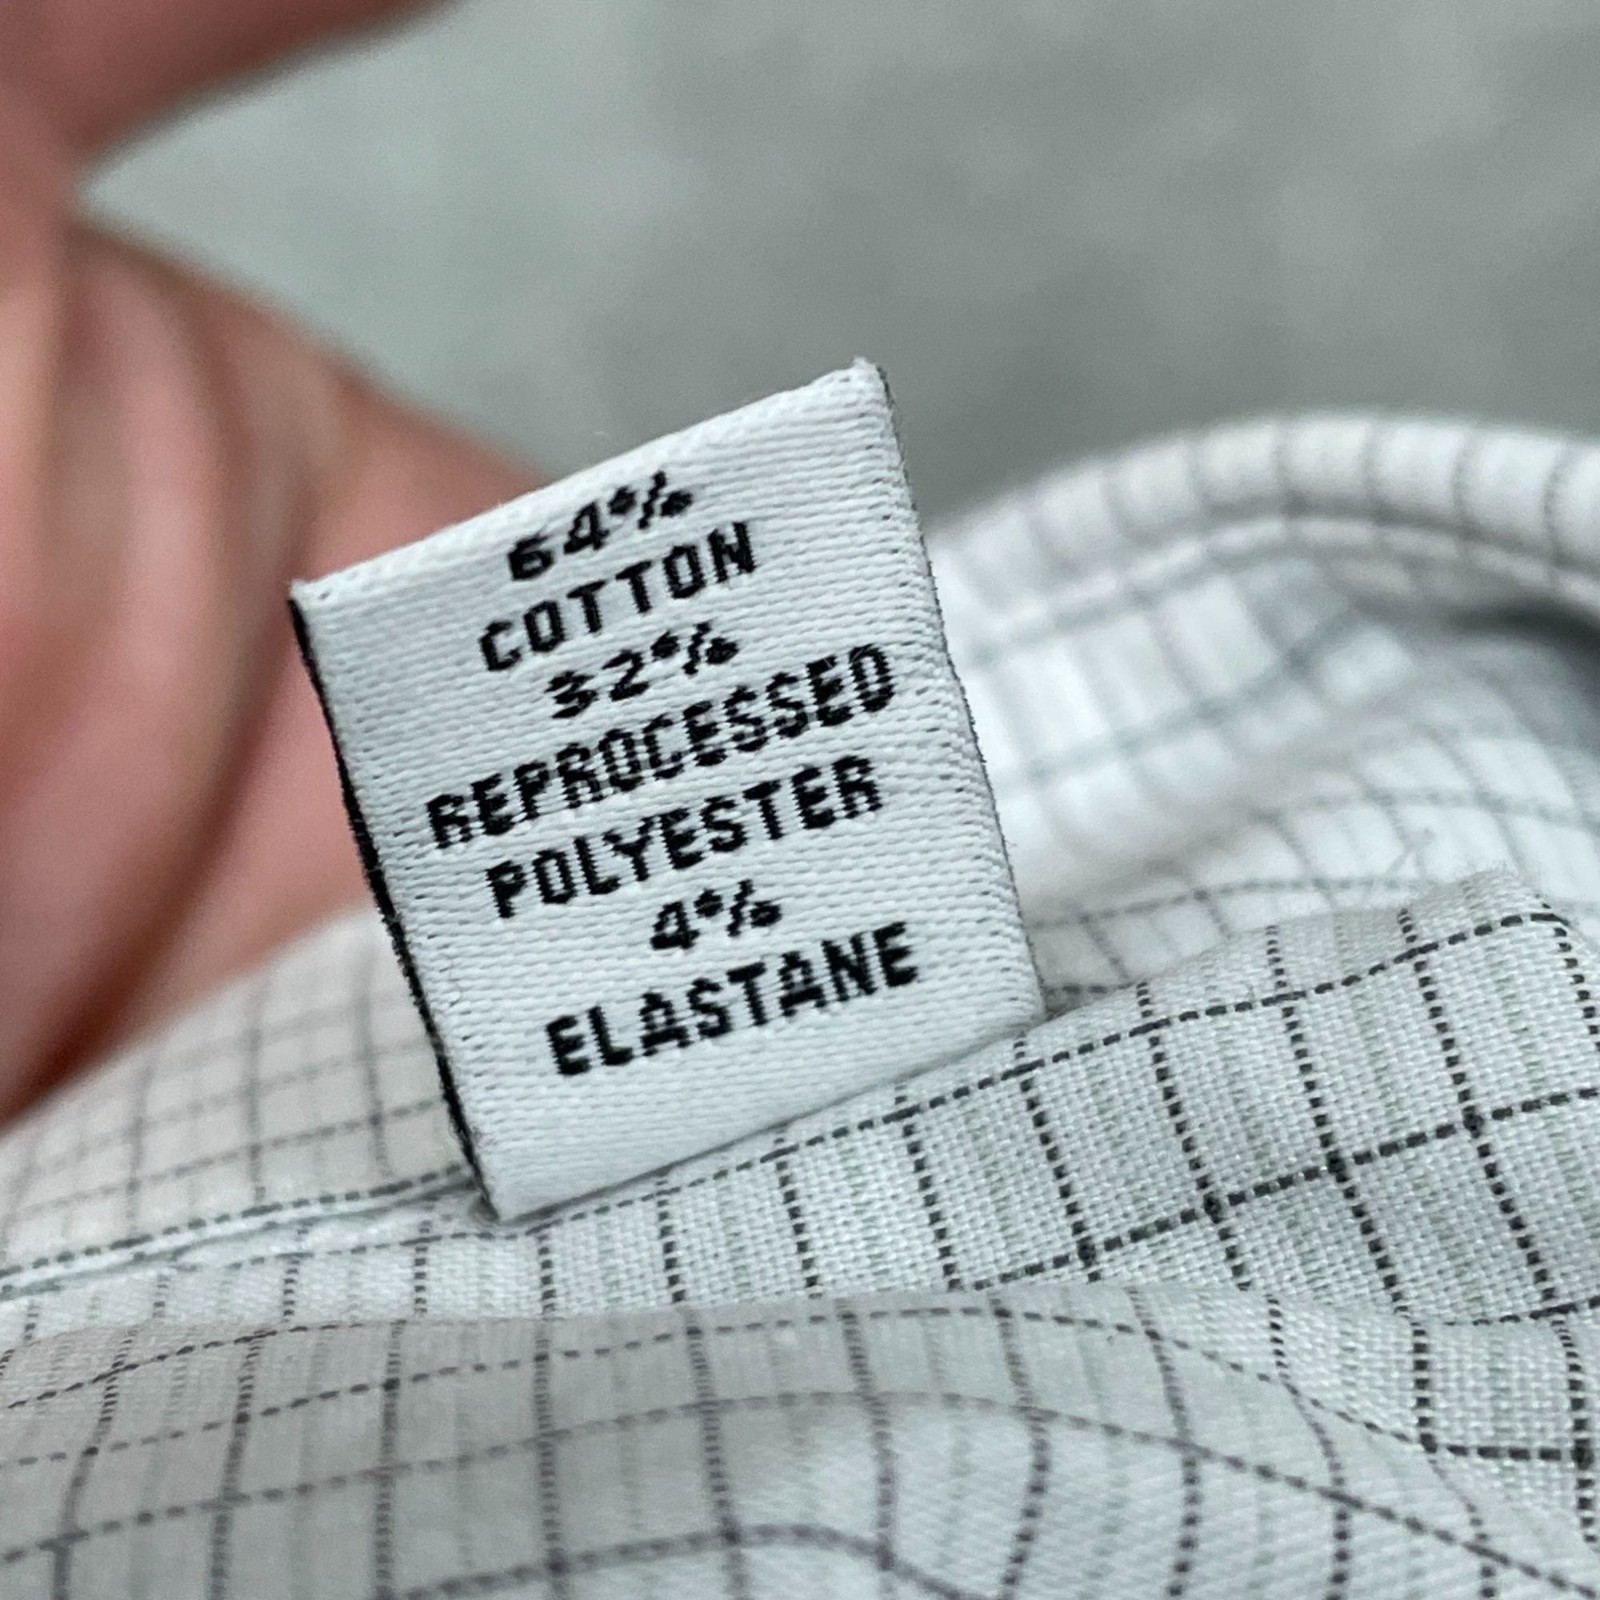 64%
COTTON
32%
REPROCESSED
POLYESTER
4%
ELASTANE